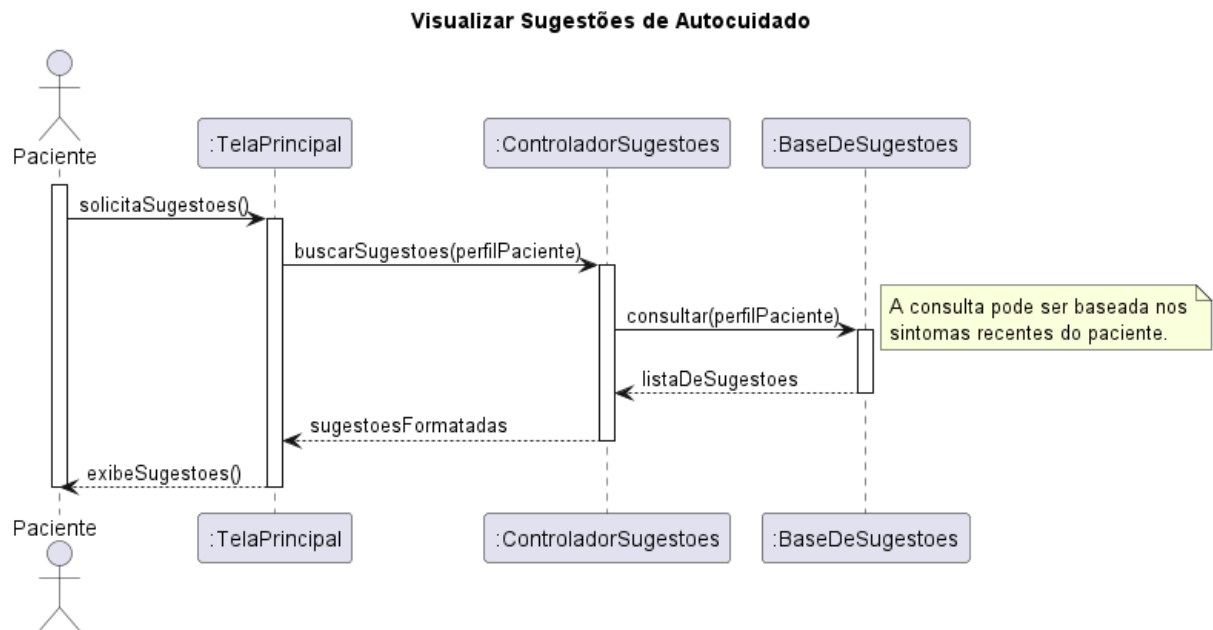 Visualizar Sugestões de Autocuidado
Paciente
:TelaPrincipal
:ControladorSugestoes
:BaseDeSugestoes
solicitaSugestoes()
buscarSugestoes(perfilPaciente)
A consulta pode ser baseada nos
sintomas recentes do paciente.
consultar(perfilPaciente)
listaDeSugestoes
sugestoesFormatadas
exibeSugestoes()
Paciente
:TelaPrincipal
:ControladorSugestoes
:BaseDeSugestoes